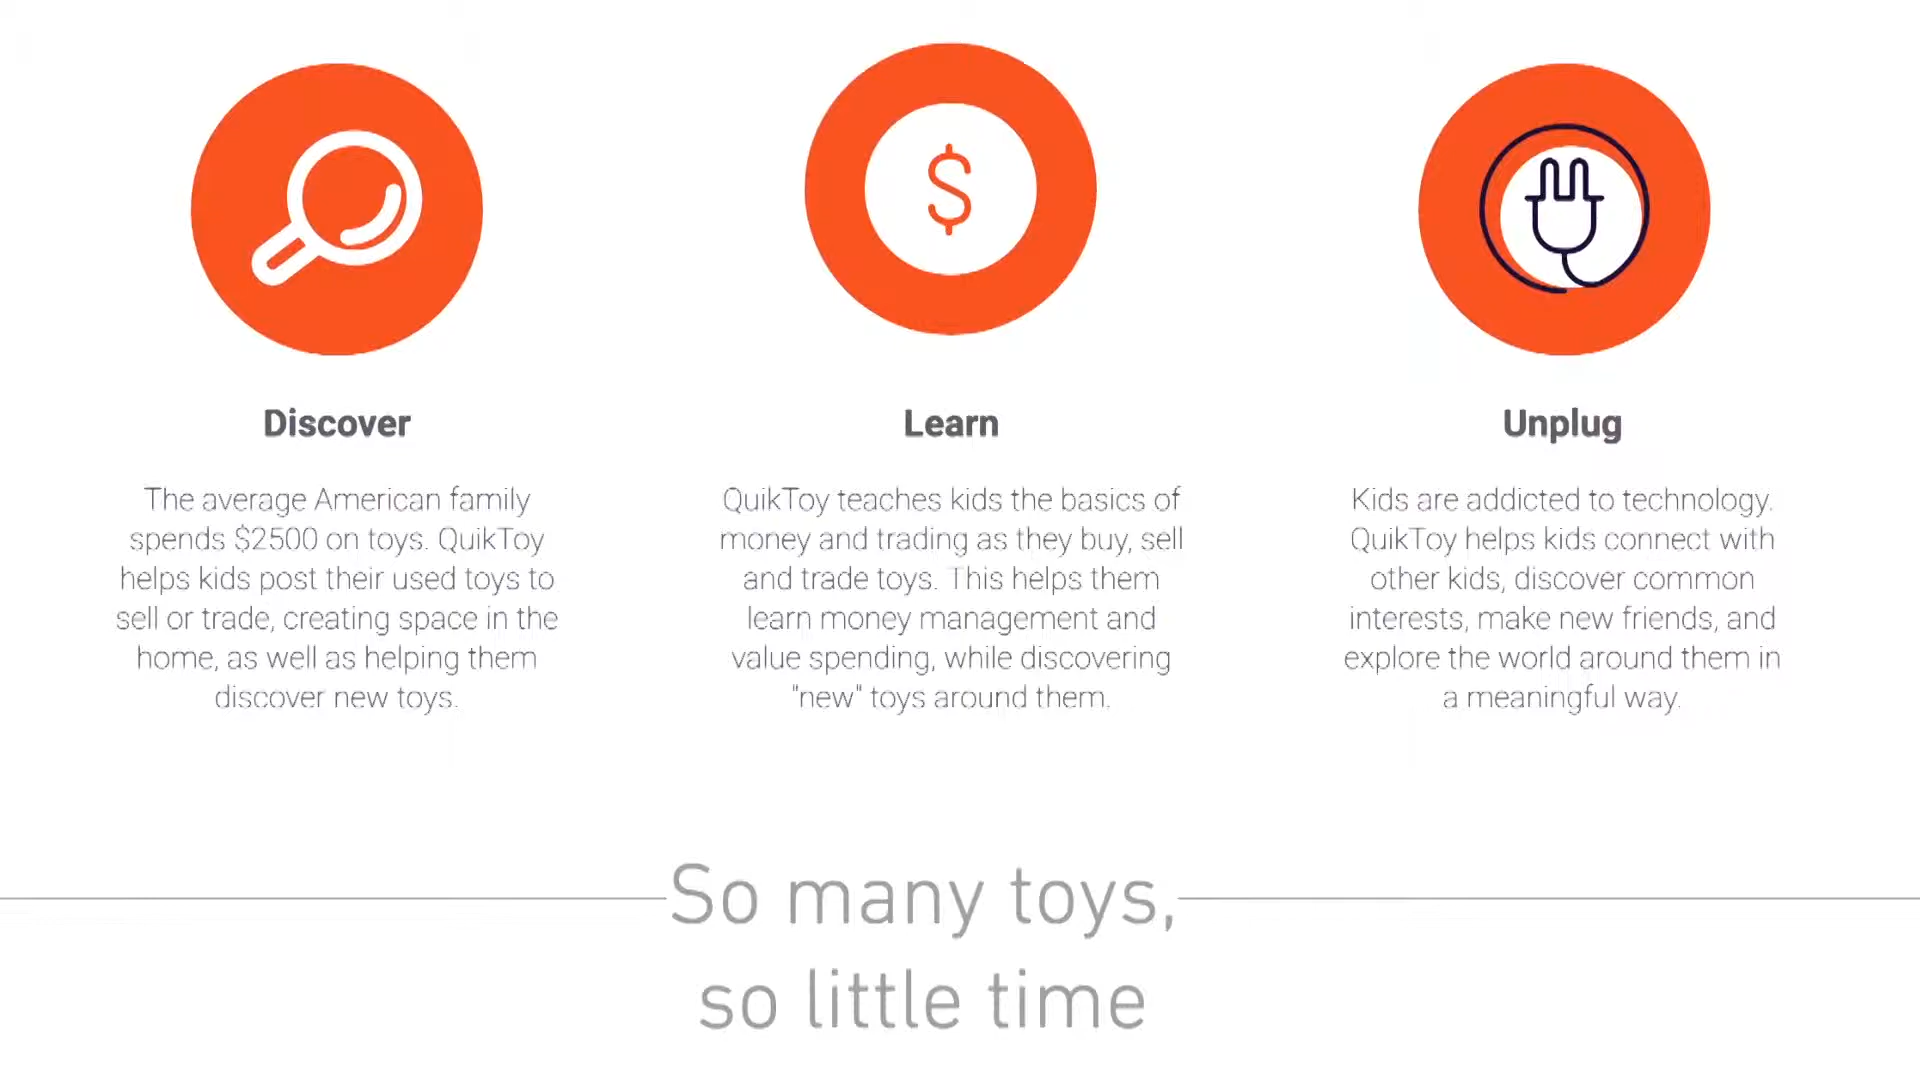 Discover
The average American family
spends $2500 on toys. QuikToy
helps kids post their used toys to
sell or trade, creating space in the
home, as well as helping them
discover new toys.
$
Learn
QuikToy teaches kids the basics of
money and trading as they buy, sell
and trade toys. This helps them
learn money management and
value spending, while discovering
"new" toys around them.
Unplug
Kids are addicted to technology.
QuikToy helps kids connect with
other kids, discover common
interests, make new friends, and
explore the world around them in
a meaningful way.
So many toys,
so little time